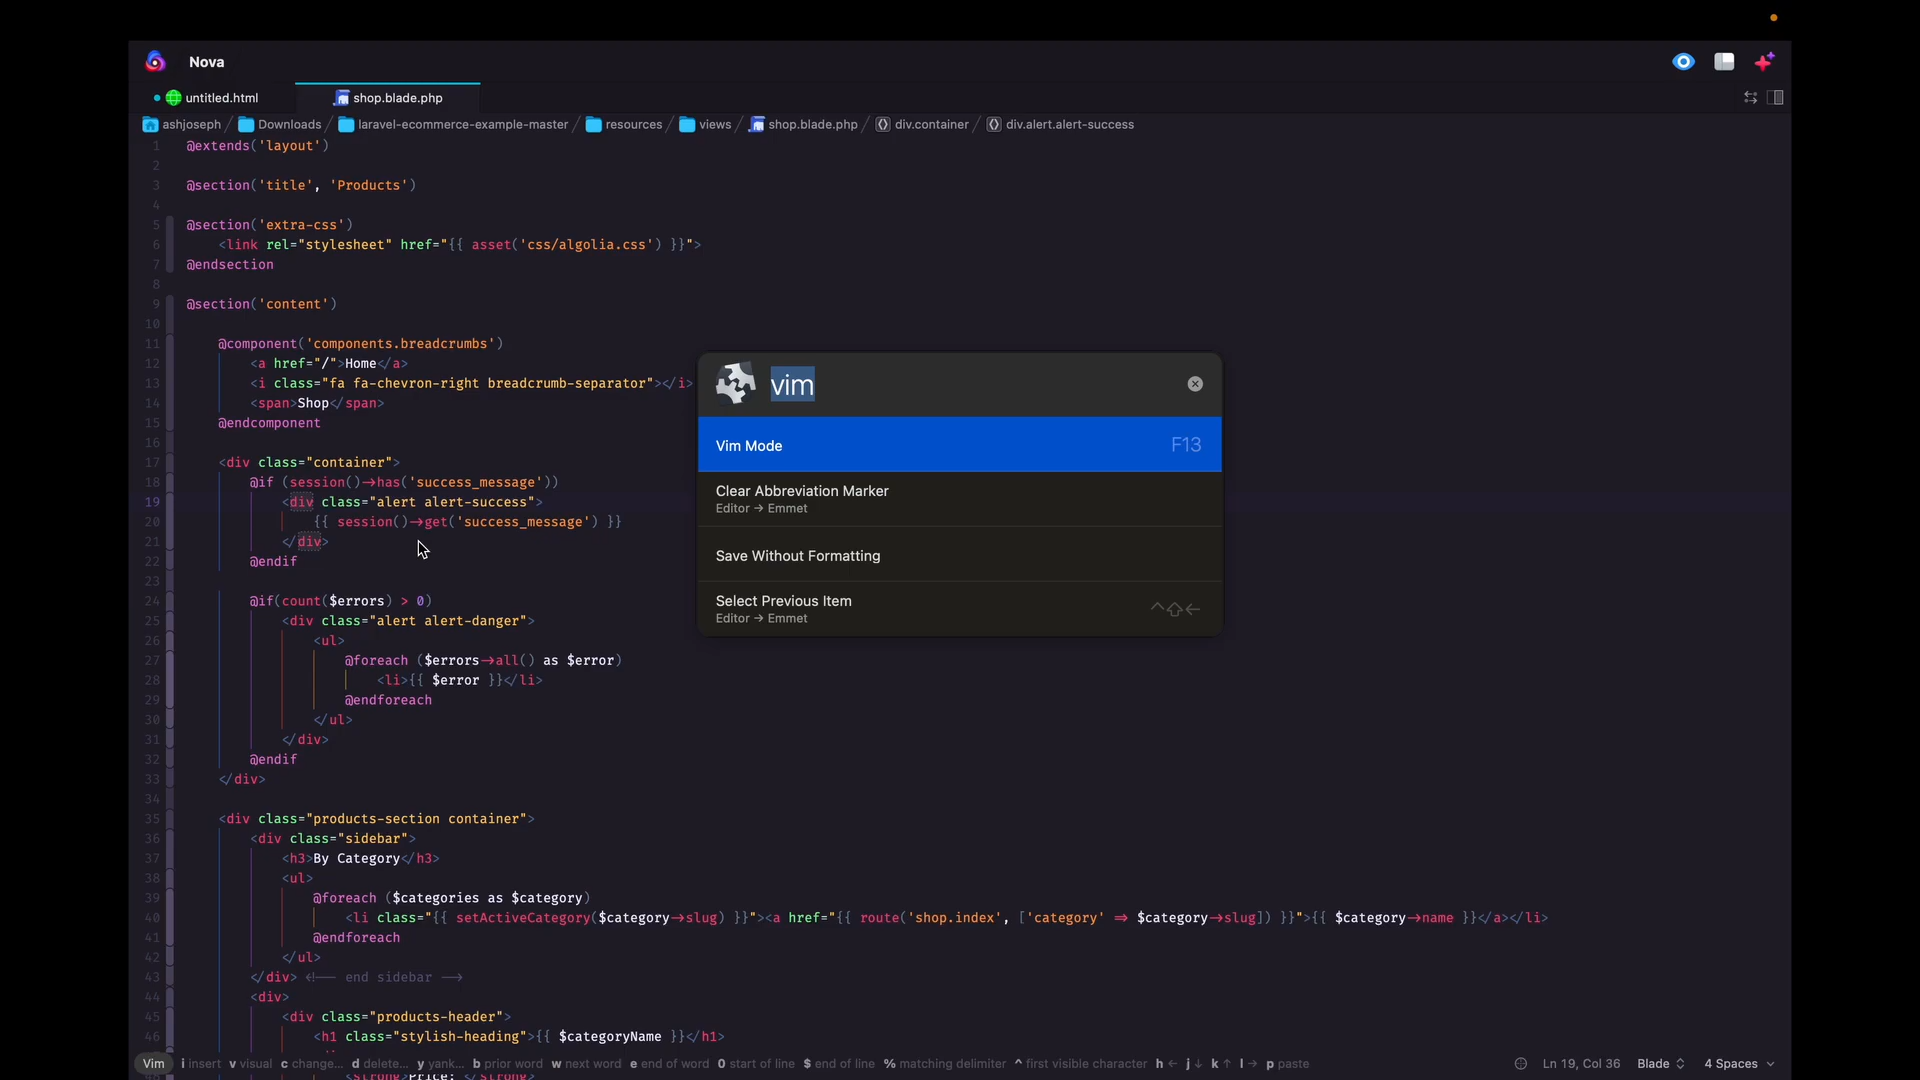 Nova
untitled.html
shop.blade.php
ashjoseph / Downloads / laravel-ecommerce-example-master / resources / views / shop.blade.php / div.container / div.alert.alert-success
1 @extends('layout')
2
3 @section('title', 'Products')
4
5 @section('extra-css')
6 <link rel="stylesheet" href="{{ asset('css/algolia.css') }}">
7 @endsection
8
9 @section('content')
10
11 @component('components.breadcrumbs')
12 <a href="/">Home</a>
13 <i class="fa fa-chevron-right breadcrumb-separator"></i>
14 <span>Shop</span>
15 @endcomponent
16
17 <div class="container">
18 @if (session()->has('success_message'))
19 <div class="alert alert-success">
20 {{ session()->get('success_message') }}
21 </div>
22 @endif
23
24 @if(count($errors) > 0)
25 <div class="alert alert-danger">
26 <ul>
27 @foreach ($errors->all() as $error)
28 <li>{{ $error }}</li>
29 @endforeach
30 </ul>
31 </div>
32 @endif
33 </div>
34
35 <div class="products-section container">
36 <div class="sidebar">
37 <h3>By Category</h3>
38 <ul>
39 @foreach ($categories as $category)
40 <li class="{{ setActiveCategory($category->slug) }}"><a href="{{ route('shop.index', ['category' => $category->slug]) }}">{{ $category->name }}</a></li>
41 @endforeach
42 </ul>
43 </div> <!-- end sidebar -->
44 <div>
45 <div class="products-header">
46 <h1 class="stylish-heading">{{ $categoryName }}</h1>
<strong>Price: </strong>
vim
Vim Mode F13
Clear Abbreviation Marker
Editor → Emmet
Save Without Formatting
Select Previous Item ^⇧←
Editor → Emmet
Vim i insert v visual c change... d delete... y yank... b prior word w next word e end of word 0 start of line $ end of line % matching delimiter ^ first visible character h ← j ↓ k ↑ l → p paste Ln 19, Col 36 Blade 4 Spaces